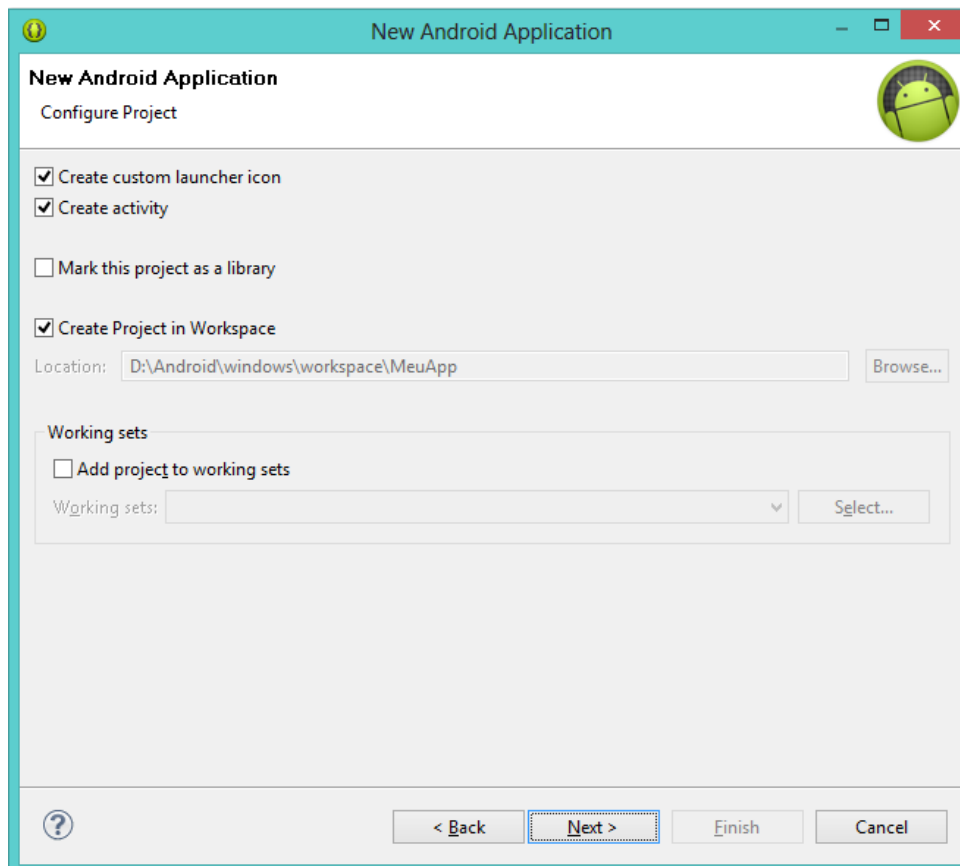 New Android Application
New Android Application
Configure Project
Create custom launcher icon
Create activity
Mark this project as a library
Create Project in Workspace
Location: D:\Android\windows\workspace\MeuApp Browse...
Working sets
Add project to working sets
Working sets: Select...
? < Back Next > Finish Cancel